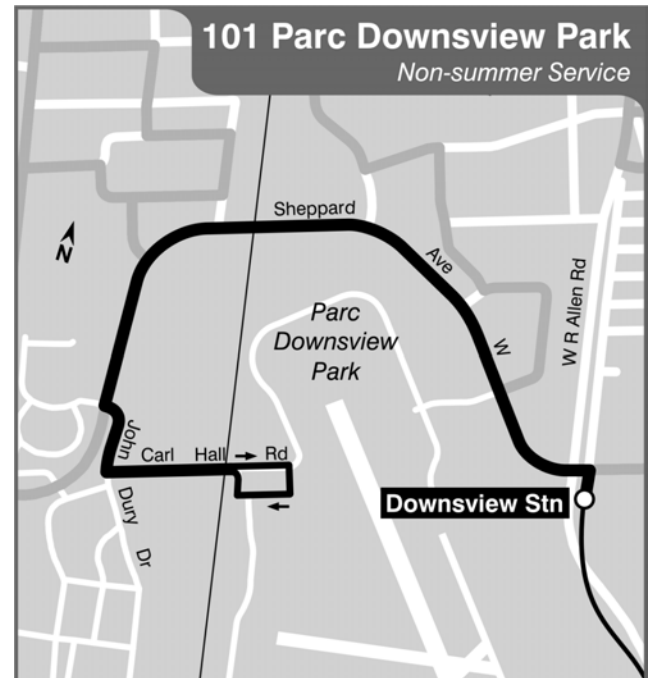 101 Parc Downsview Park
Non-summer Service
Sheppard
Ave
W
W R Allen Rd
N
Parc
Downsview
Park
John
Carl Hall Rd
Dury
Dr
Downsview Stn